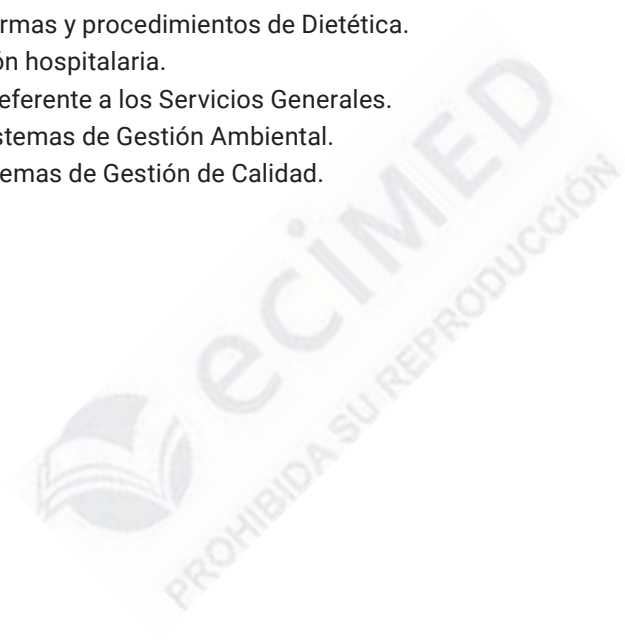 rmas y procedimientos de Dietética.
ón hospitalaria.
eferente a los Servicios Generales.
stemas de Gestión Ambiental.
emas de Gestión de Calidad.
eciMED
PROHIBIDA SU REPRODUCCIÓN